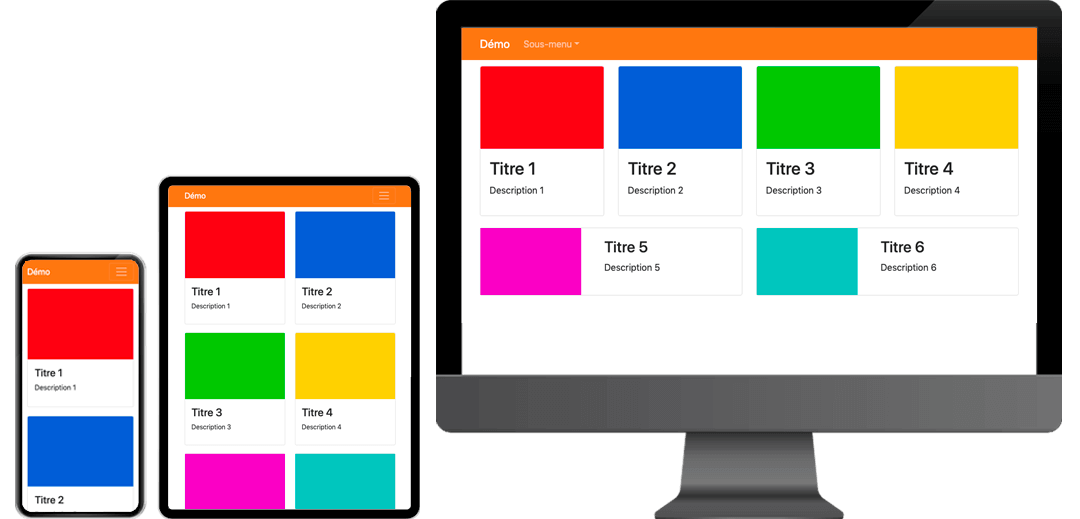 Démo
Titre 1
Description 1
Titre 2
Démo
Titre 1
Description 1
Titre 2
Description 2
Titre 3
Description 3
Titre 4
Description 4
Démo Sous-menu
Titre 1
Description 1
Titre 2
Description 2
Titre 3
Description 3
Titre 4
Description 4
Titre 5
Description 5
Titre 6
Description 6